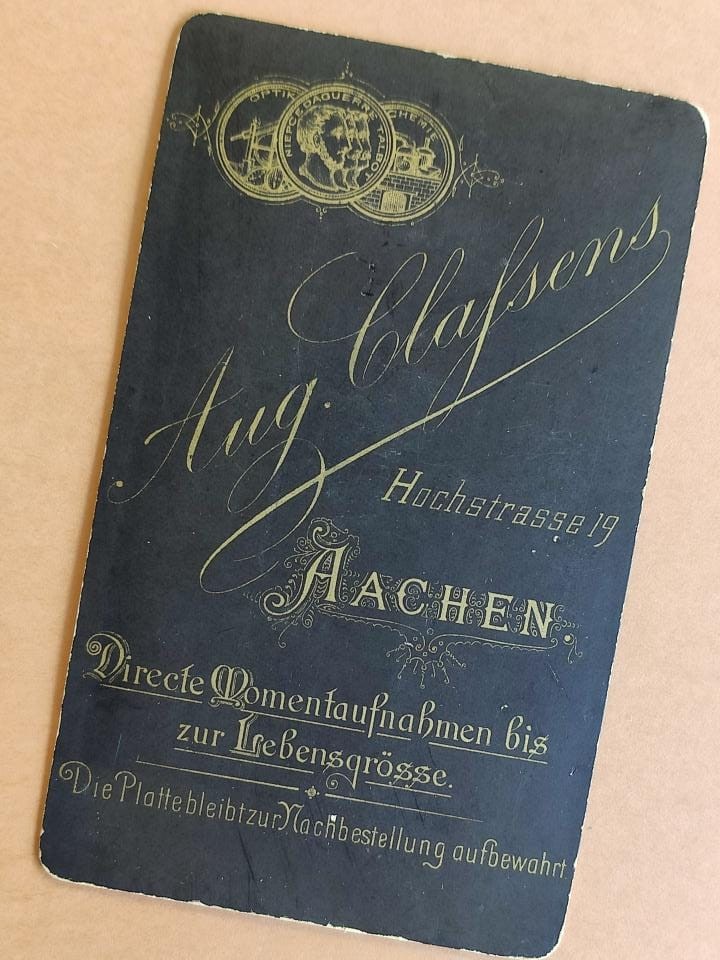 OPTIK
NIEPCE DAGUERRE TALBOT
CHEMIE
Aug. Claſsens
Hochstrasse 19
AACHEN.
Directe Momentaufnahmen bis
zur Lebensgrösse.
Die Platte bleibt zur Nachbestellung aufbewahrt.